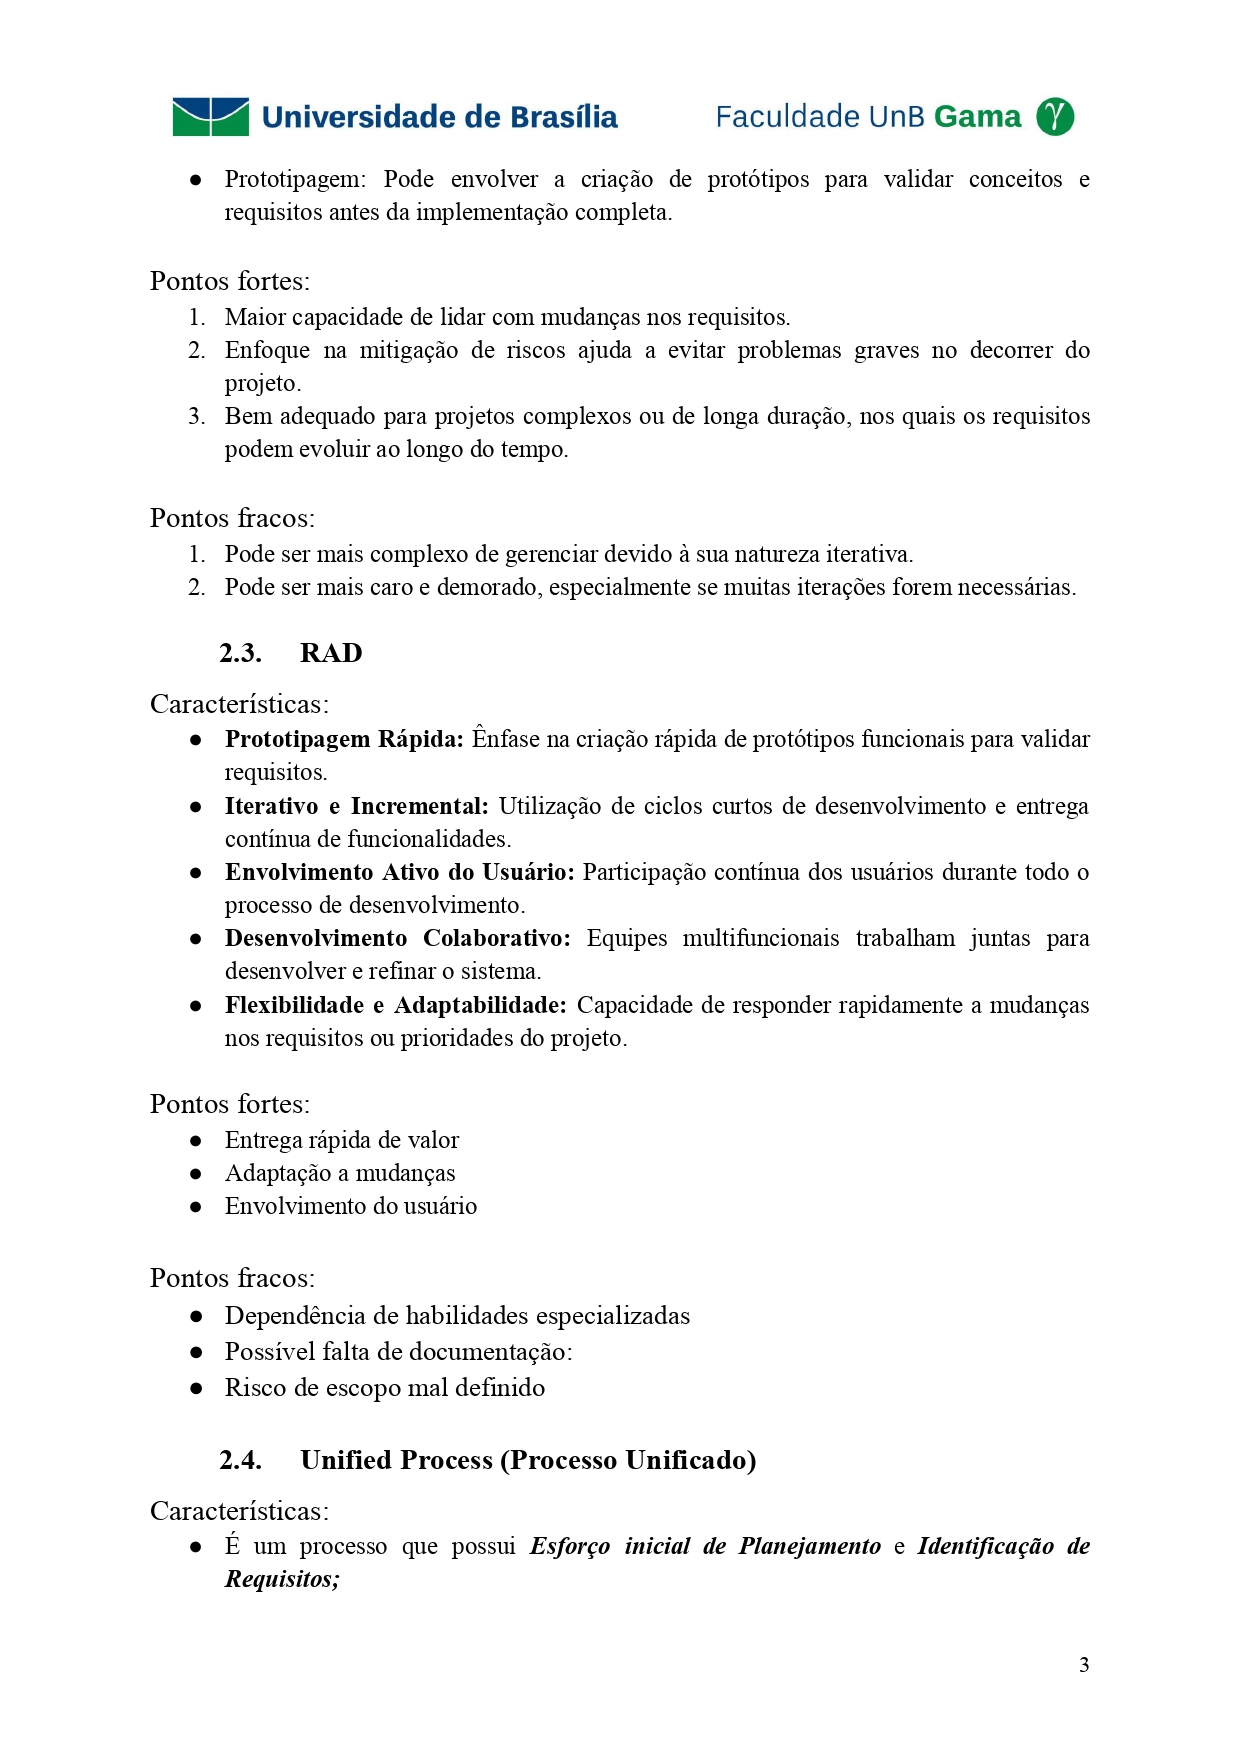 Universidade de Brasília
Faculdade UnB Gama
● Prototipagem: Pode envolver a criação de protótipos para validar conceitos e
requisitos antes da implementação completa.
Pontos fortes:
1. Maior capacidade de lidar com mudanças nos requisitos.
2. Enfoque na mitigação de riscos ajuda a evitar problemas graves no decorrer do
projeto.
3. Bem adequado para projetos complexos ou de longa duração, nos quais os requisitos
podem evoluir ao longo do tempo.
Pontos fracos:
1. Pode ser mais complexo de gerenciar devido à sua natureza iterativa.
2. Pode ser mais caro e demorado, especialmente se muitas iterações forem necessárias.
2.3. RAD
Características:
● Prototipagem Rápida: Ênfase na criação rápida de protótipos funcionais para validar
requisitos.
● Iterativo e Incremental: Utilização de ciclos curtos de desenvolvimento e entrega
contínua de funcionalidades.
● Envolvimento Ativo do Usuário: Participação contínua dos usuários durante todo o
processo de desenvolvimento.
● Desenvolvimento Colaborativo: Equipes multifuncionais trabalham juntas para
desenvolver e refinar o sistema.
● Flexibilidade e Adaptabilidade: Capacidade de responder rapidamente a mudanças
nos requisitos ou prioridades do projeto.
Pontos fortes:
● Entrega rápida de valor
● Adaptação a mudanças
● Envolvimento do usuário
Pontos fracos:
● Dependência de habilidades especializadas
● Possível falta de documentação:
● Risco de escopo mal definido
2.4. Unified Process (Processo Unificado)
Características:
● É um processo que possui Esforço inicial de Planejamento e Identificação de
Requisitos;
3